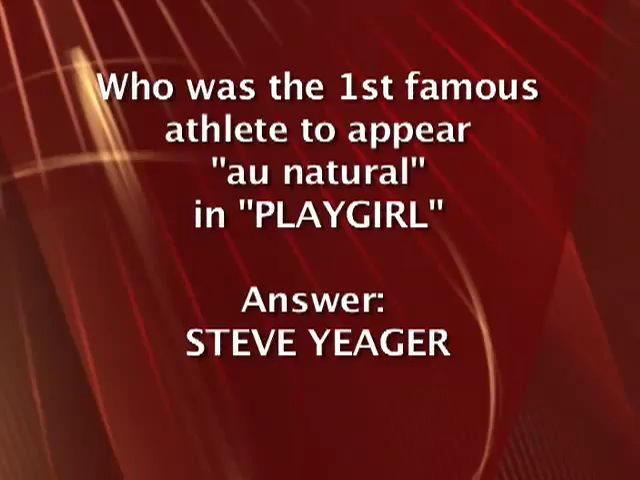 Who was the 1st famous
athlete to appear
"au natural"
in "PLAYGIRL"
Answer:
STEVE YEAGER